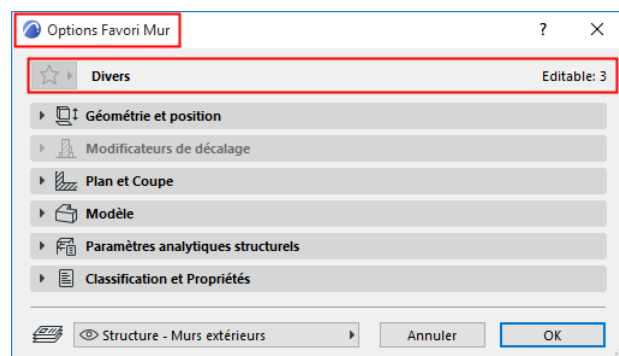 Options Favori Mur ?
Divers Editable: 3
Géométrie et position
Modificateurs de décalage
Plan et Coupe
Modèle
Paramètres analytiques structurels
Classification et Propriétés
Structure - Murs extérieurs Annuler OK